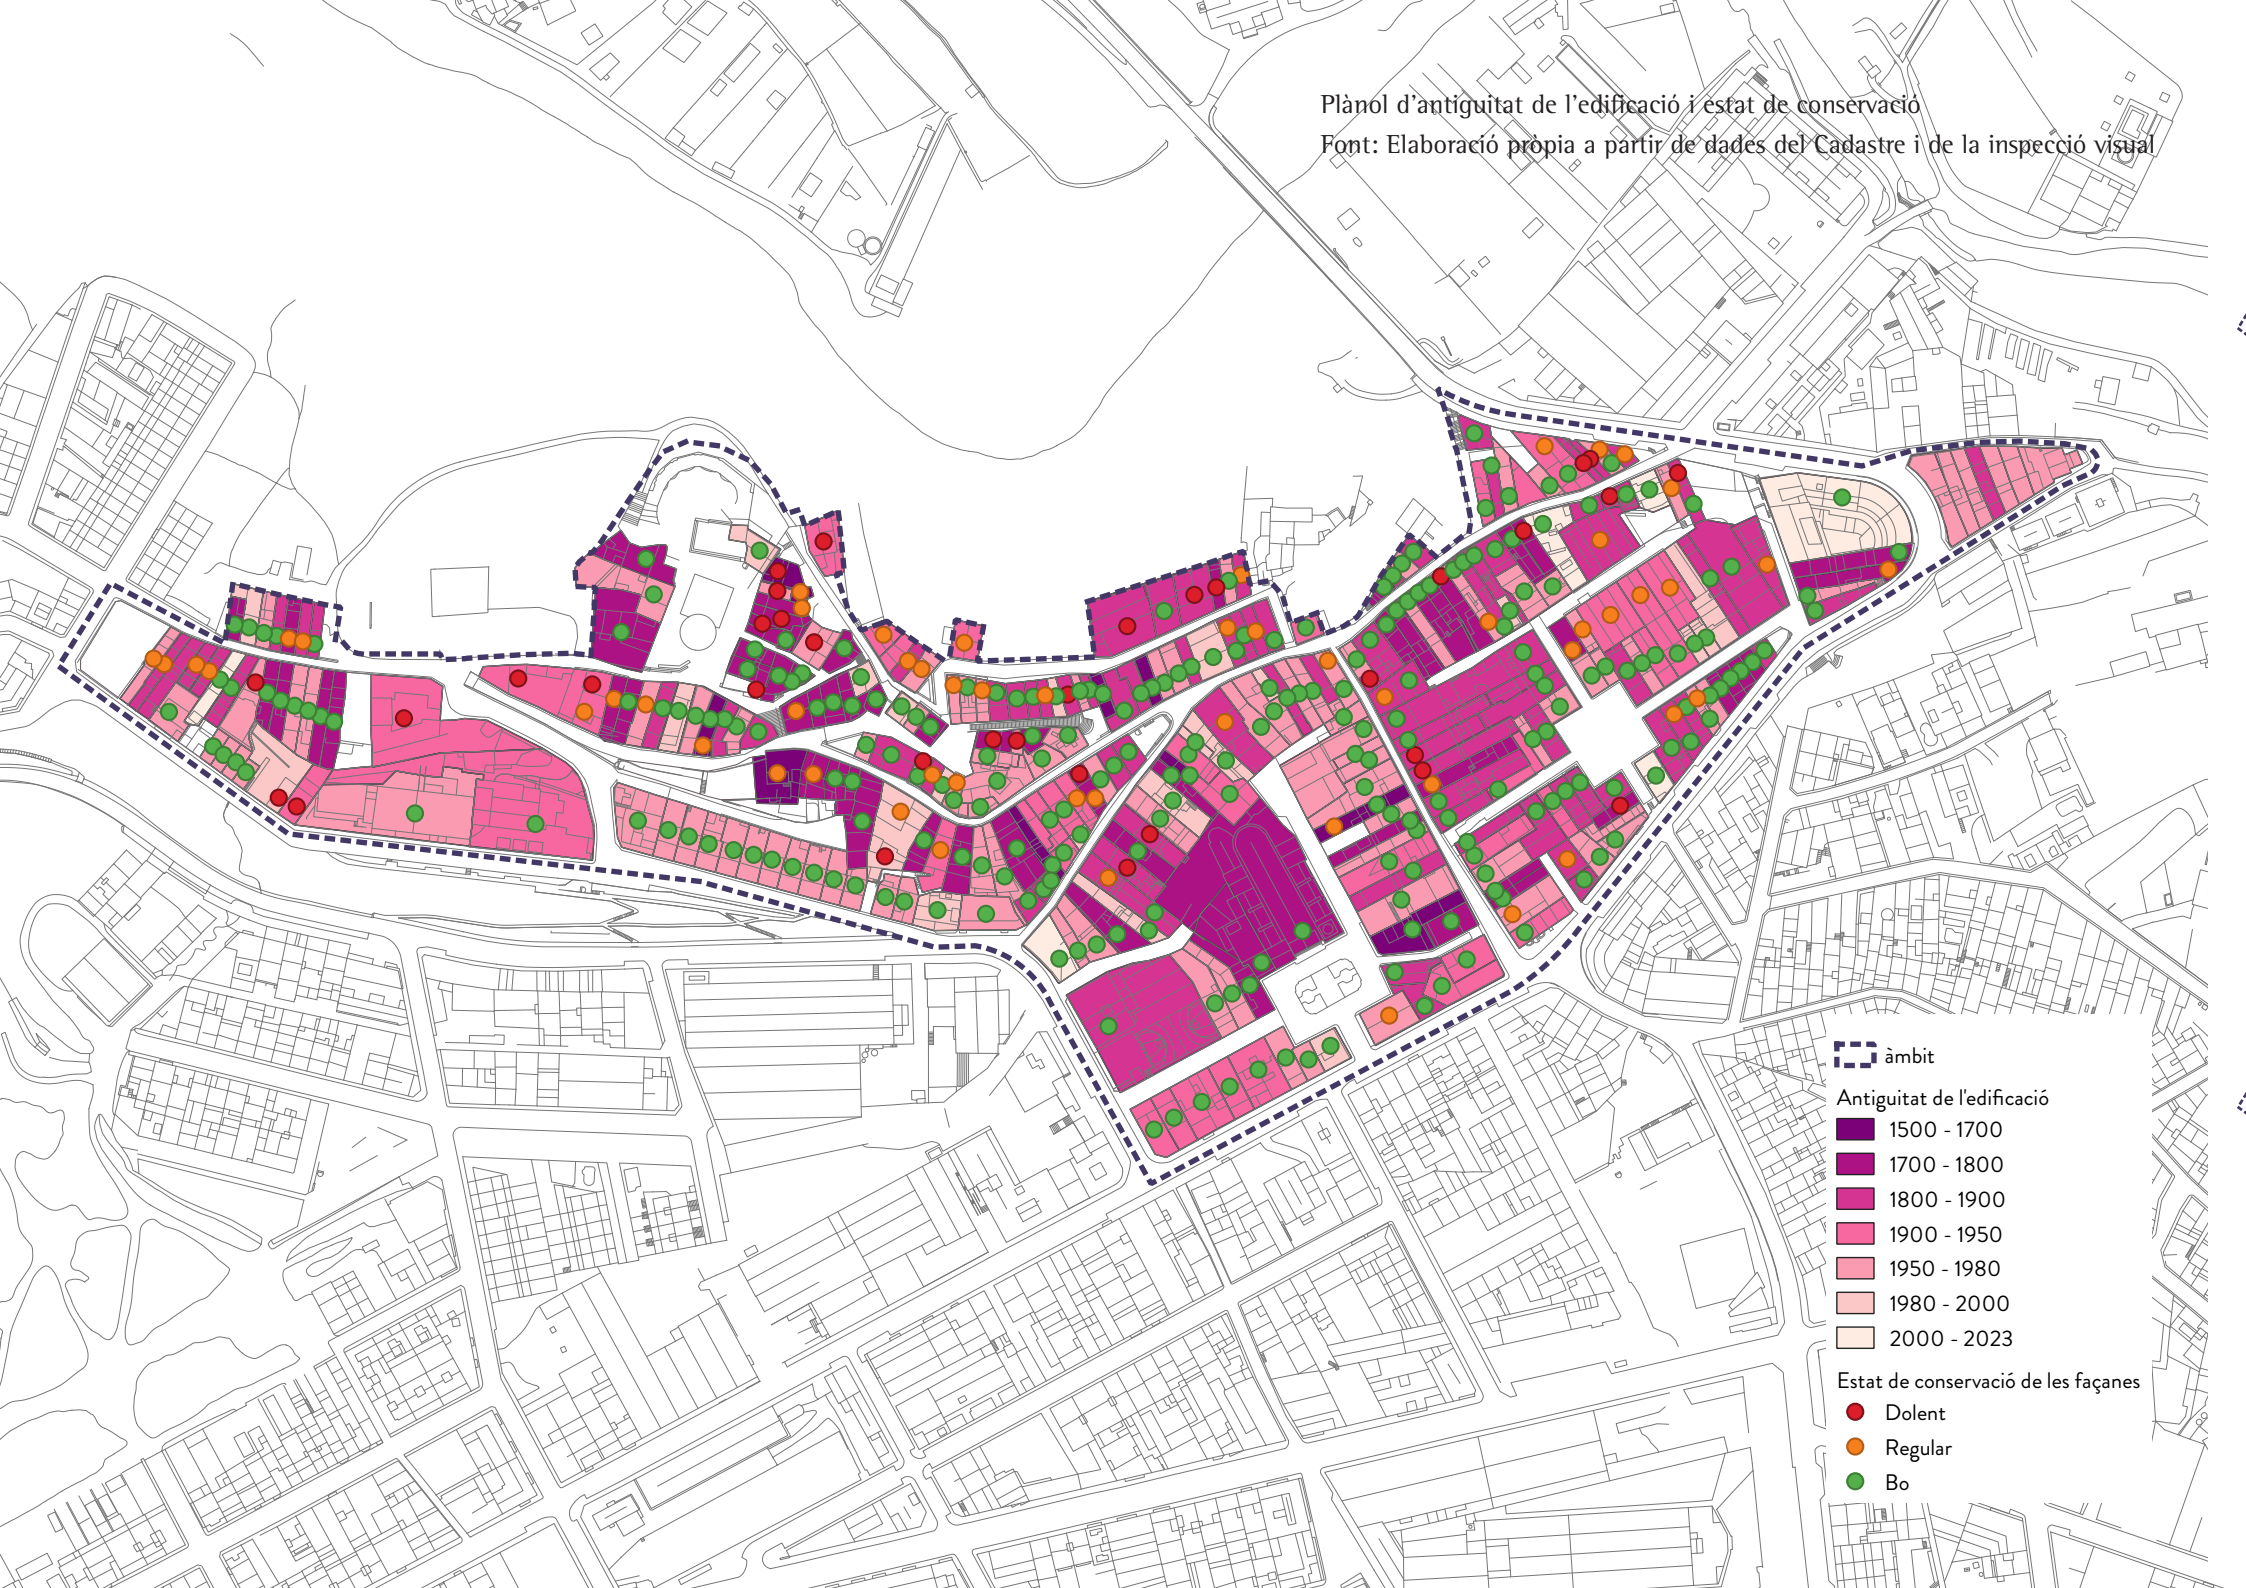 Plànol d'antiguitat de l'edificació i estat de conservació
Font: Elaboració pròpia a partir de dades del Cadastre i de la inspecció visual
àmbit
Antiguitat de l'edificació
1500 - 1700
1700 - 1800
1800 - 1900
1900 - 1950
1950 - 1980
1980 - 2000
2000 - 2023
Estat de conservació de les façanes
Dolent
Regular
Bo